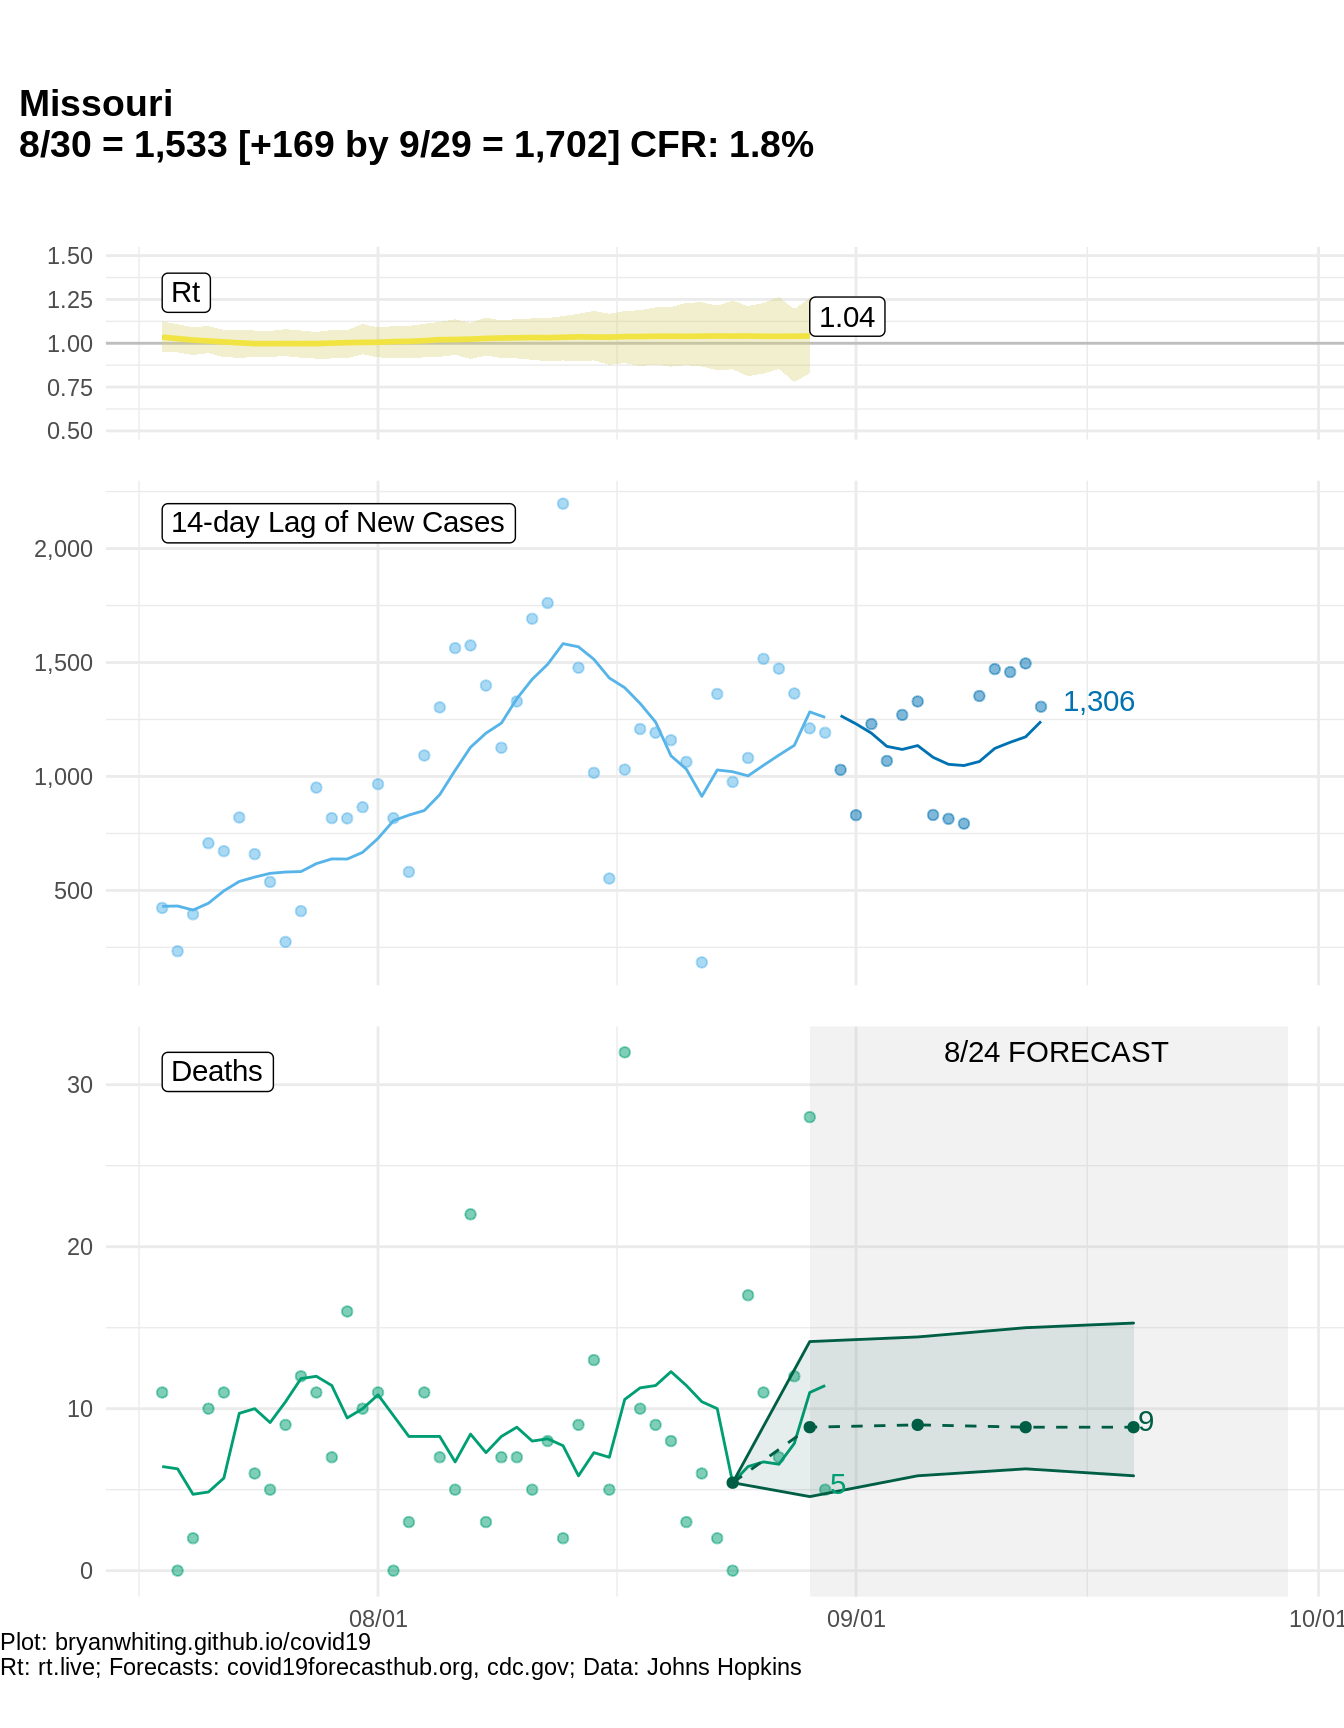 Missouri
8/30 = 1,533 [+169 by 9/29 = 1,702] CFR: 1.8%
1.50
Rt
1.25
1.04
1.00
0.75
0.50
14-day Lag of New Cases
2,000
1,500
1,306
1,000
500
8/24 FORECAST
Deaths
30
20
10
9
5
0
08/01 09/01 10/01
Plot: bryanwhiting.github.io/covid19
Rt: rt.live; Forecasts: covid19forecasthub.org, cdc.gov; Data: Johns Hopkins